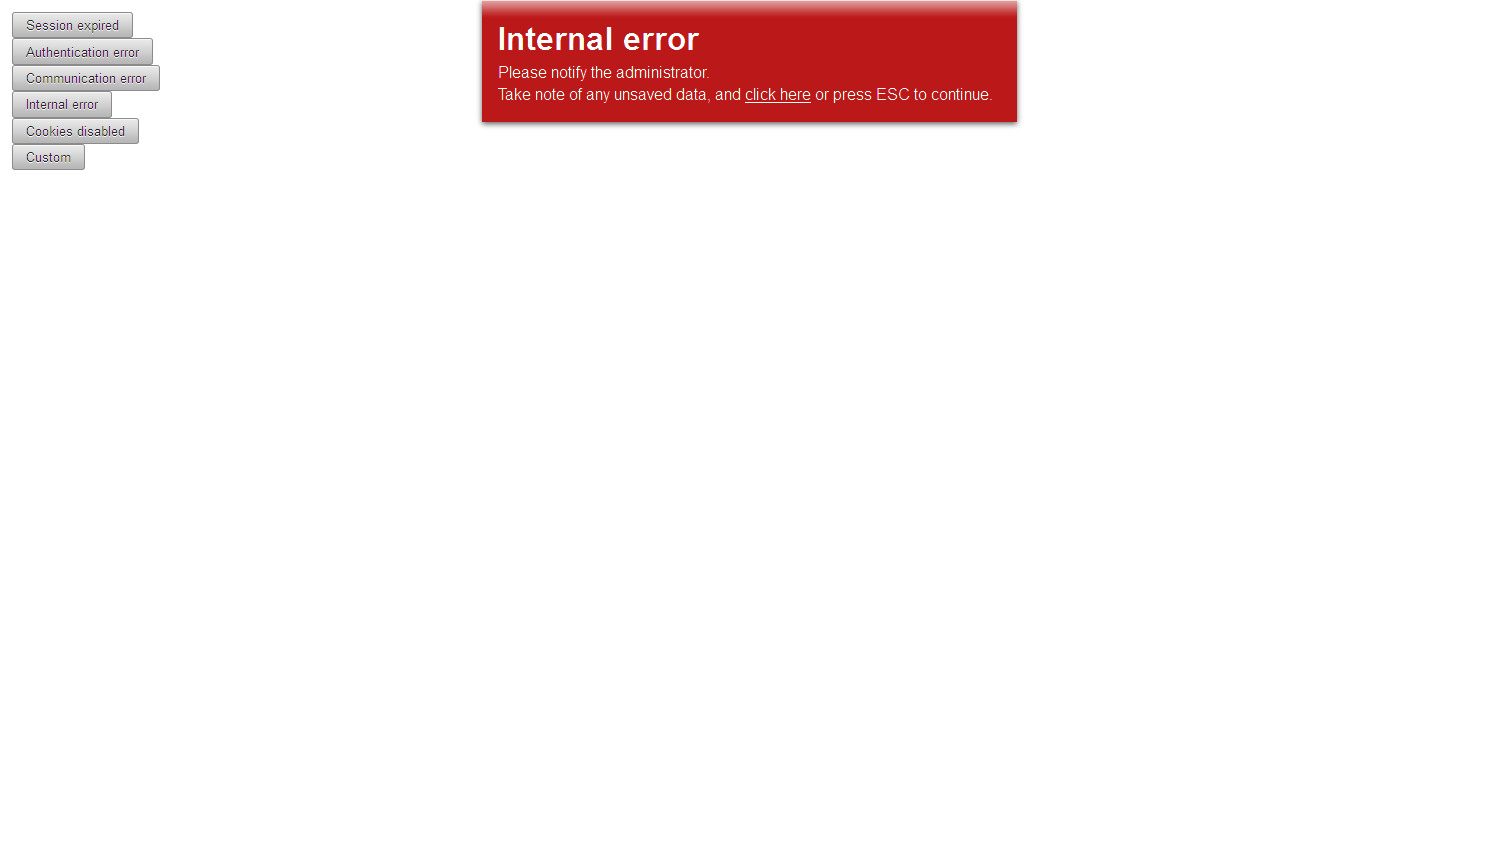 Session expired
Authentication error
Communication error
Internal error
Cookies disabled
Custom
Internal error
Please notify the administrator.
Take note of any unsaved data, and click here or press ESC to continue.